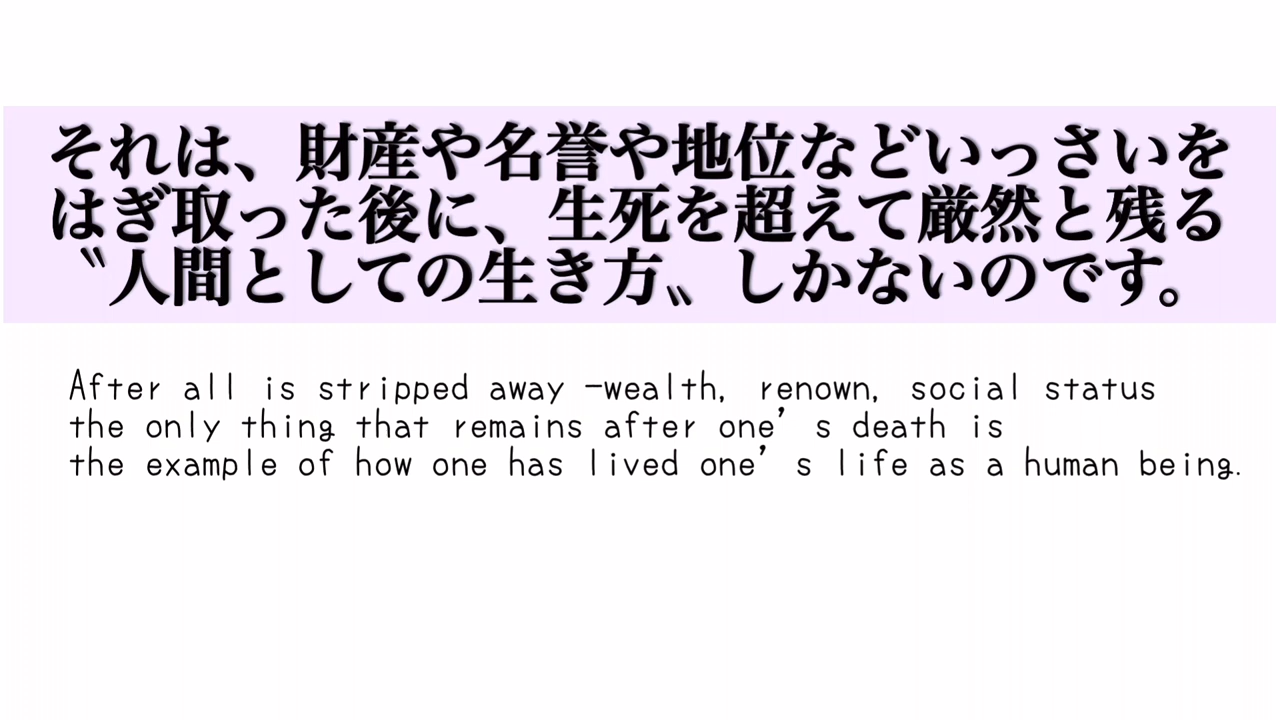 それは、財産や名誉や地位などいっさいを
はぎ取った後に、生死を超えて厳然と残る
〝人間としての生き方〟しかないのです。
After all is stripped away -wealth, renown, social status
the only thing that remains after one’s death is
the example of how one has lived one’s life as a human being.